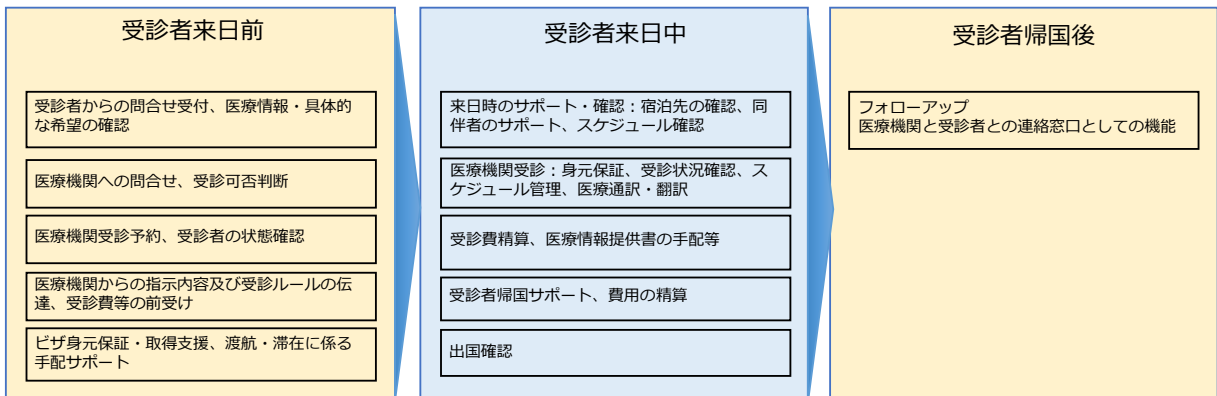 受診者来日前
受診者からの問合せ受付、医療情報・具体的
な希望の確認
医療機関への問合せ、受診可否判断
医療機関受診予約、受診者の状態確認
医療機関からの指示内容及び受診ルールの伝
達、受診費等の前受け
ビザ身元保証・取得支援、渡航・滞在に係る
手配サポート
受診者来日中
来日時のサポート・確認：宿泊先の確認、同
伴者のサポート、スケジュール確認
医療機関受診：身元保証、受診状況確認、ス
ケジュール管理、医療通訳・翻訳
受診費精算、医療情報提供書の手配等
受診者帰国サポート、費用の精算
出国確認
受診者帰国後
フォローアップ
医療機関と受診者との連絡窓口としての機能